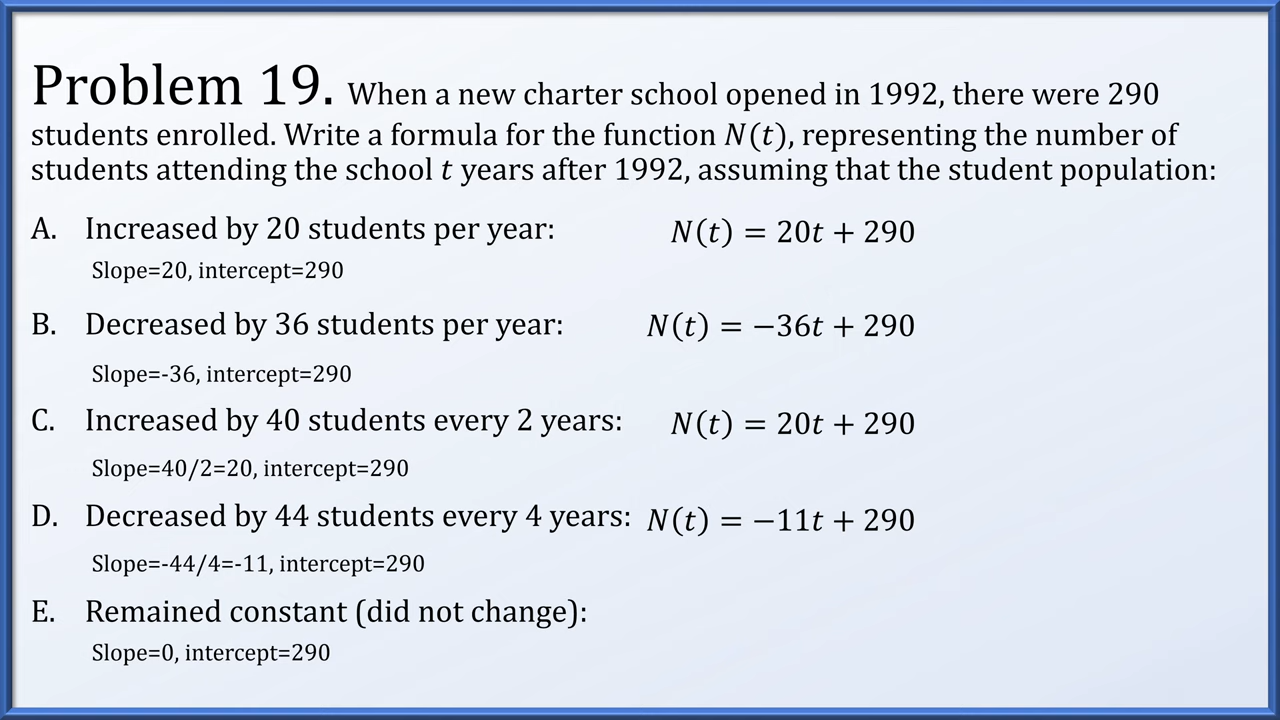 Problem 19. When a new charter school opened in 1992, there were 290
students enrolled. Write a formula for the function N(t), representing the number of
students attending the school t years after 1992, assuming that the student population:
A. Increased by 20 students per year: N(t) = 20t + 290
Slope=20, intercept=290
B. Decreased by 36 students per year: N(t) = −36t + 290
Slope=-36, intercept=290
C. Increased by 40 students every 2 years: N(t) = 20t + 290
Slope=40/2=20, intercept=290
D. Decreased by 44 students every 4 years: N(t) = −11t + 290
Slope=-44/4=-11, intercept=290
E. Remained constant (did not change):
Slope=0, intercept=290